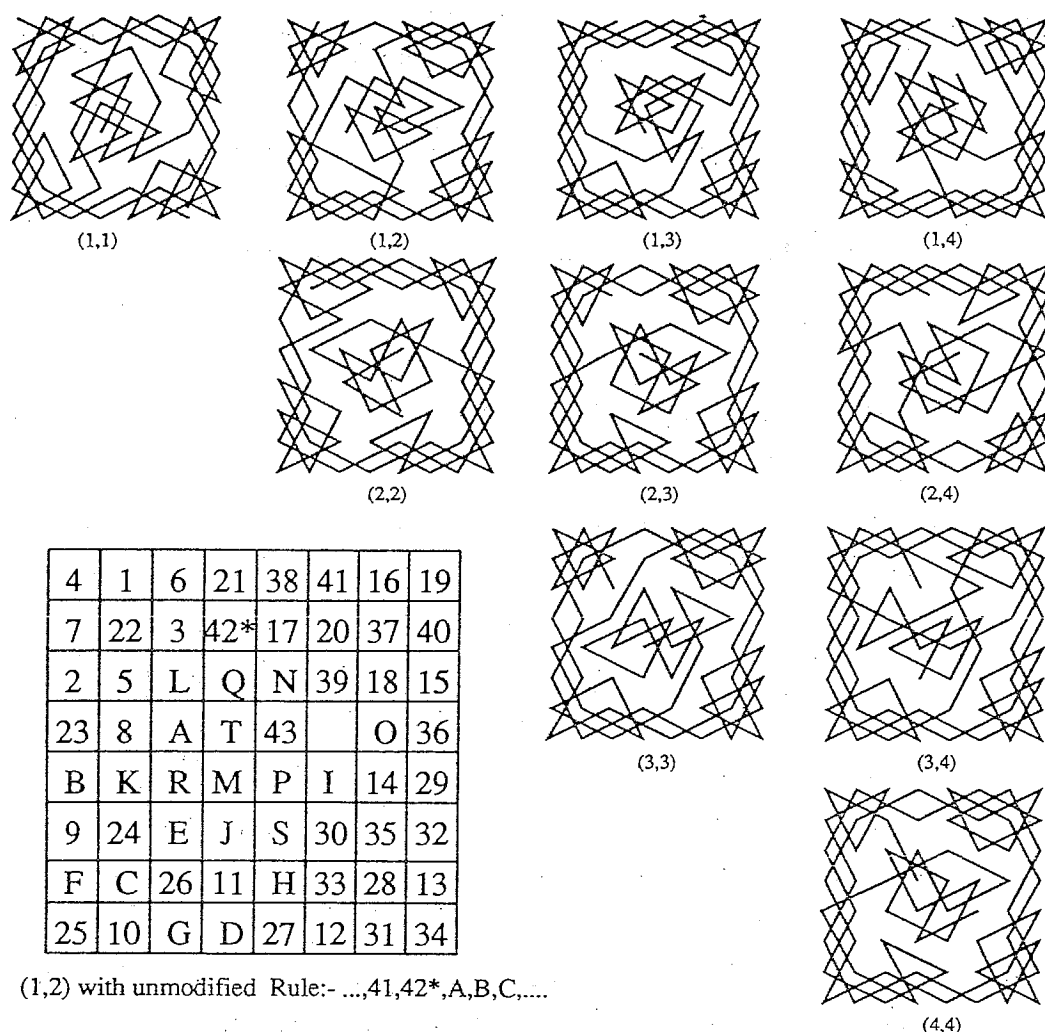 (1,1) (1,2) (1,3) (1,4)
(2,2) (2,3) (2,4)
4 1 6 21 38 41 16 19
7 22 3 42* 17 20 37 40
2 5 L Q N 39 18 15
23 8 A T 43 O 36
B K R M P I 14 29
9 24 E J S 30 35 32
F C 26 11 H 33 28 13
25 10 G D 27 12 31 34
(3,3) (3,4)
(1,2) with unmodified Rule:- ...,41,42*,A,B,C,....
(4,4)